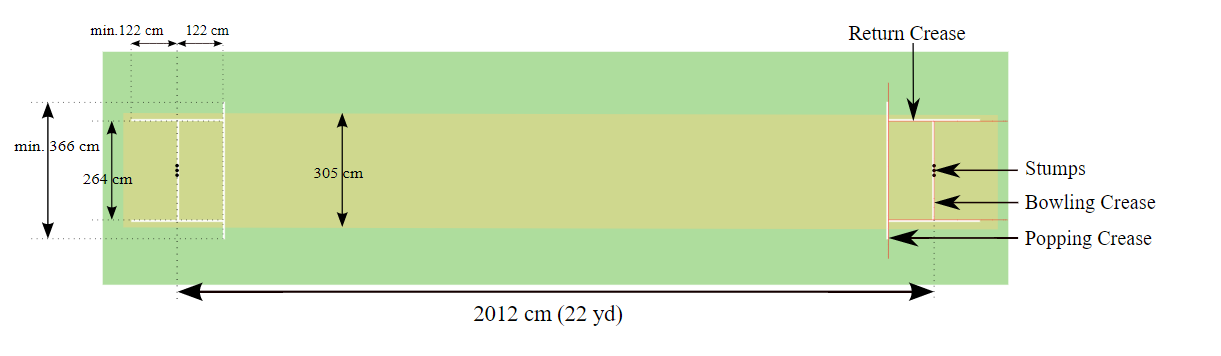 min.122 cm
122 cm
Return Crease
min. 366 cm
264 cm
305 cm
Stumps
Bowling Crease
Popping Crease
2012 cm (22 yd)